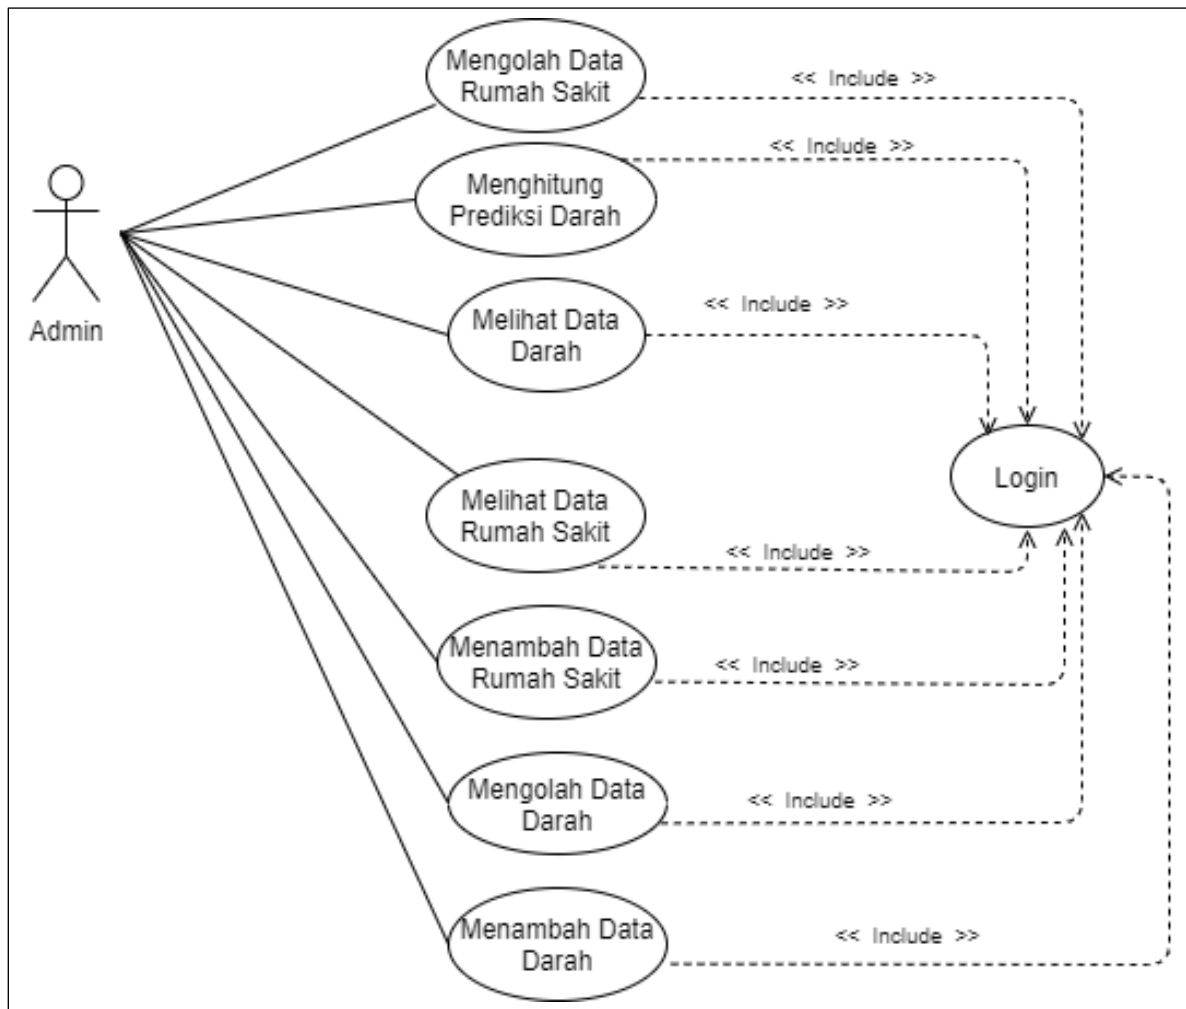 Mengolah Data
Rumah Sakit
<< Include >>
Menghitung
Prediksi Darah
<< Include >>
Admin
Melihat Data
Darah
<< Include >>
Login
Melihat Data
Rumah Sakit
<< Include >>
Menambah Data
Rumah Sakit
<< Include >>
Mengolah Data
Darah
<< Include >>
Menambah Data
Darah
<< Include >>